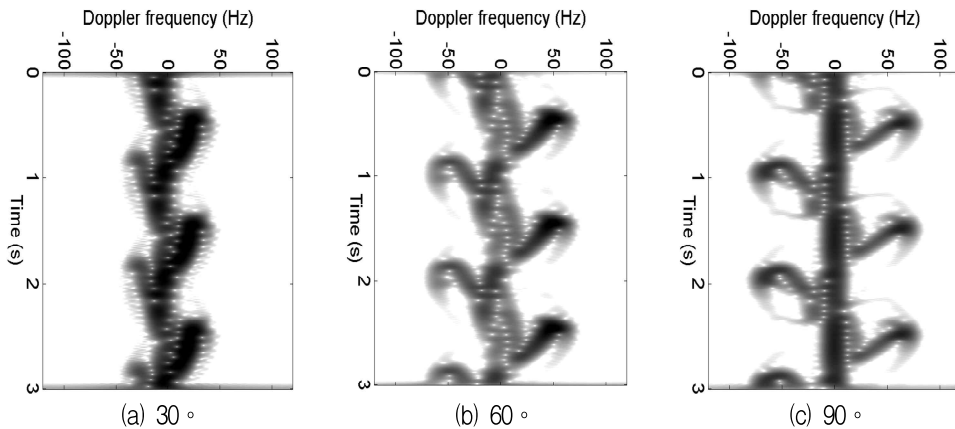 Doppler frequency (Hz)
-100 -50 0 50 100
0
1
2
3
Time (s)
(a) 30°
Doppler frequency (Hz)
-100 -50 0 50 100
0
1
2
3
Time (s)
(b) 60°
Doppler frequency (Hz)
-100 -50 0 50 100
0
1
2
3
Time (s)
(c) 90°